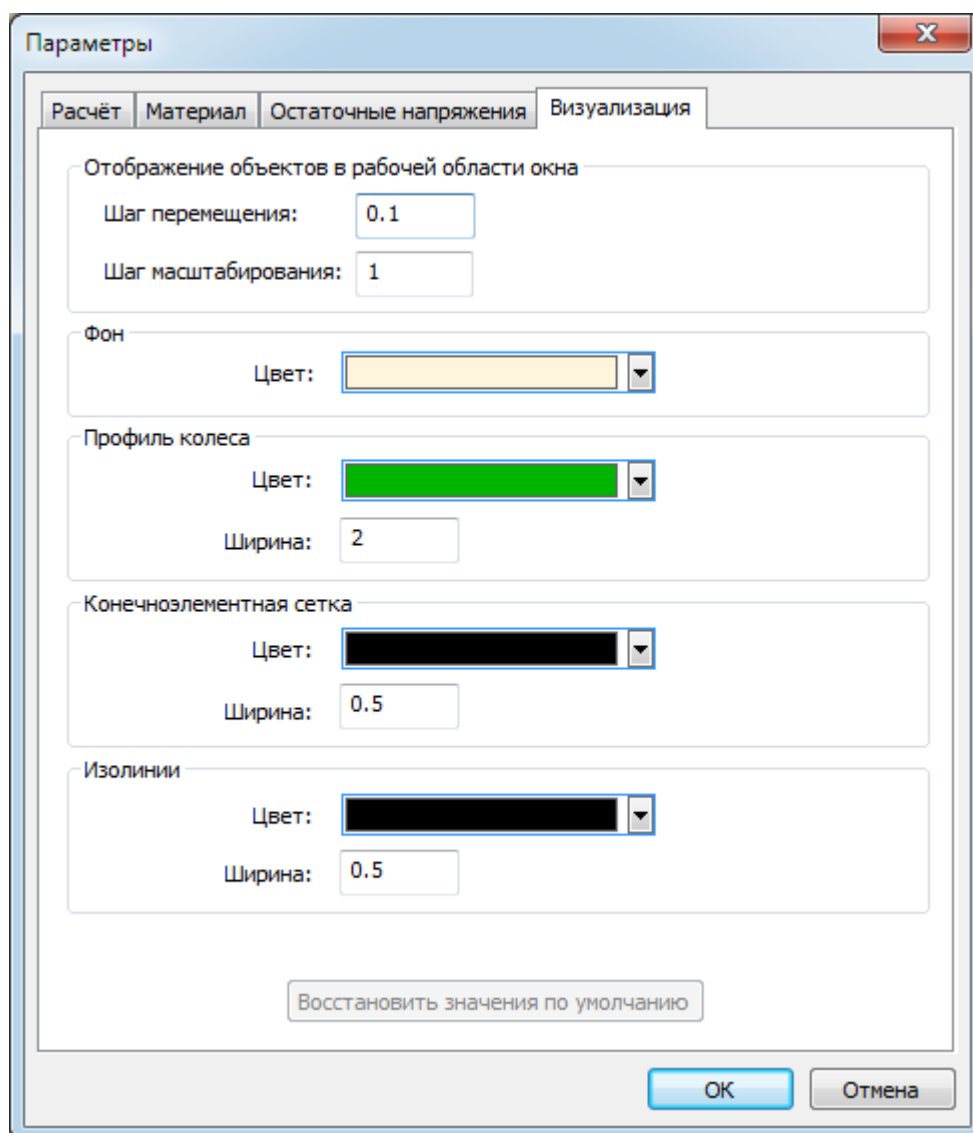 Параметры
Расчёт Материал Остаточные напряжения Визуализация
Отображение объектов в рабочей области окна
Шаг перемещения: 0.1
Шаг масштабирования: 1
Фон
Цвет:
Профиль колеса
Цвет:
Ширина: 2
Конечноэлементная сетка
Цвет:
Ширина: 0.5
Изолинии
Цвет:
Ширина: 0.5
Восстановить значения по умолчанию
OK Отмена